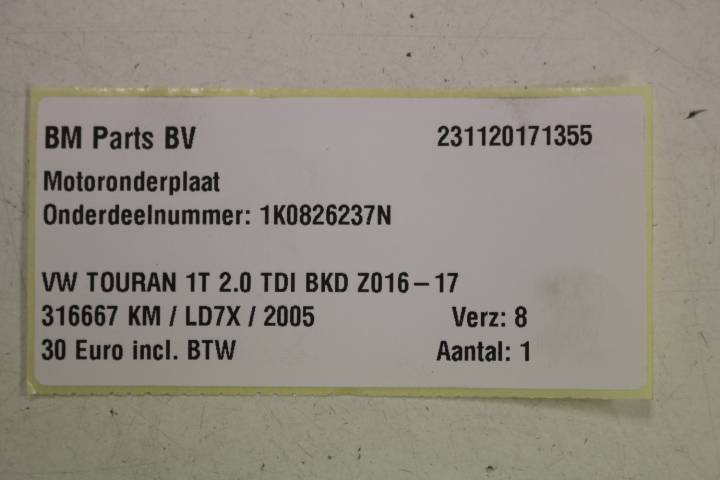 BM Parts BV 231120171355
Motoronderplaat
Onderdeelnummer: 1K0826237N
VW TOURAN 1T 2.0 TDI BKD Z016-17
316667 KM / LD7X / 2005 Verz: 8
30 Euro incl. BTW Aantal: 1